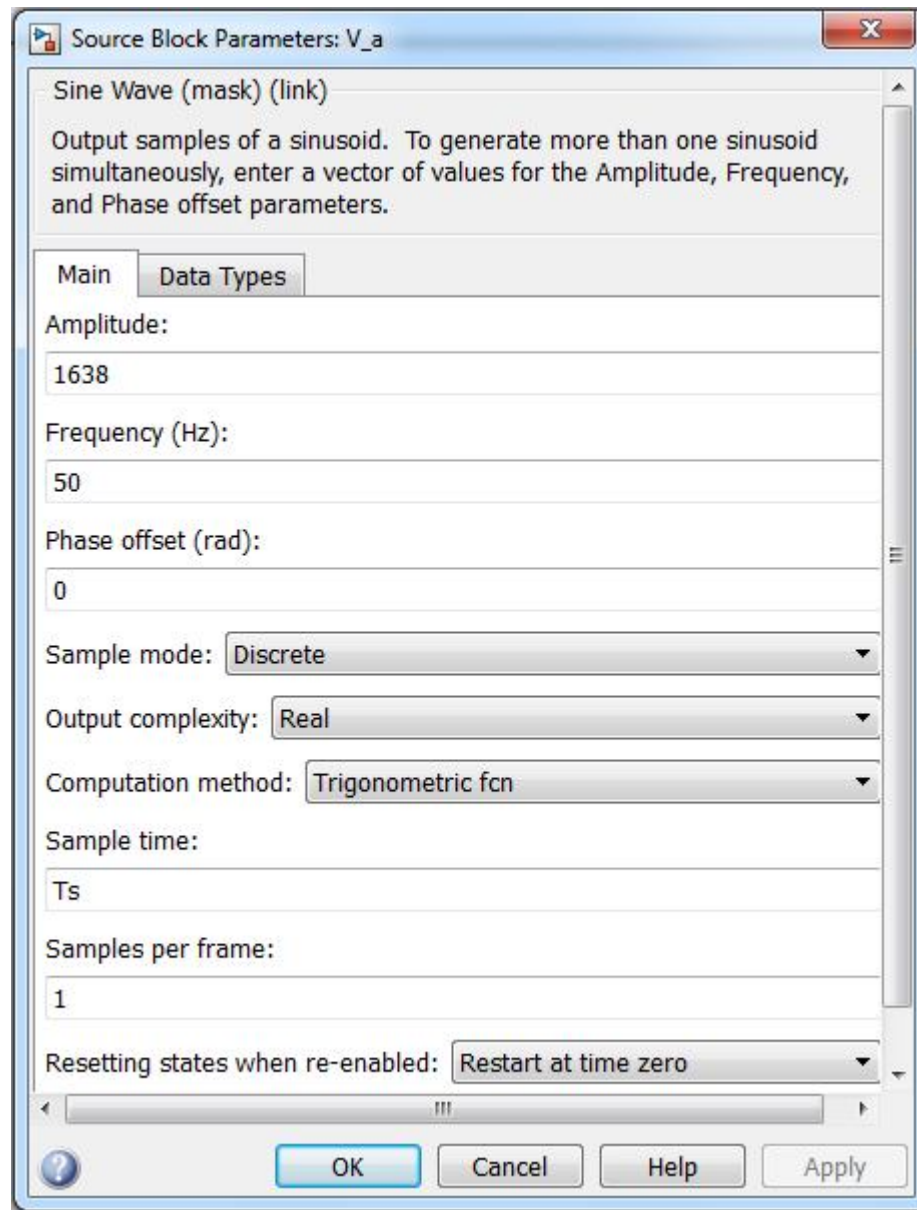 Source Block Parameters: V_a
Sine Wave (mask) (link)
Output samples of a sinusoid. To generate more than one sinusoid
simultaneously, enter a vector of values for the Amplitude, Frequency,
and Phase offset parameters.
Main Data Types
Amplitude:
1638
Frequency (Hz):
50
Phase offset (rad):
0
Sample mode: Discrete
Output complexity: Real
Computation method: Trigonometric fcn
Sample time:
Ts
Samples per frame:
1
Resetting states when re-enabled: Restart at time zero
OK Cancel Help Apply